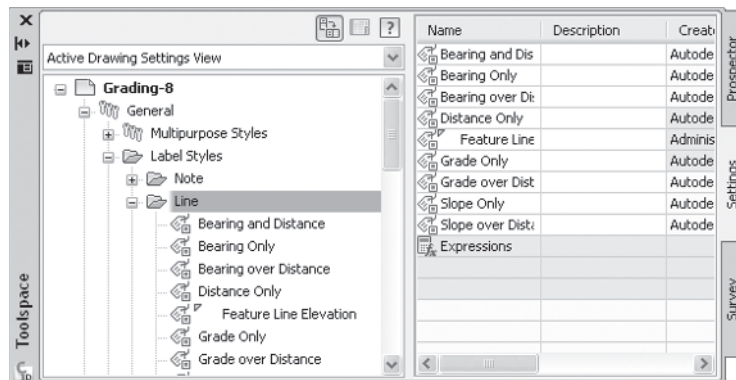 Active Drawing Settings View
Grading-8
General
Multipurpose Styles
Label Styles
Note
Line
Bearing and Distance
Bearing Only
Bearing over Distance
Distance Only
Feature Line Elevation
Grade Only
Grade over Distance
Name Description Creat
Bearing and Dis Autode
Bearing Only Autode
Bearing over Dis Autode
Distance Only Autode
Feature Line Adminis
Grade Only Autode
Grade over Dist Autode
Slope Only Autode
Slope over Dista Autode
Expressions
Prospector
Settings
Survey
Toolspace